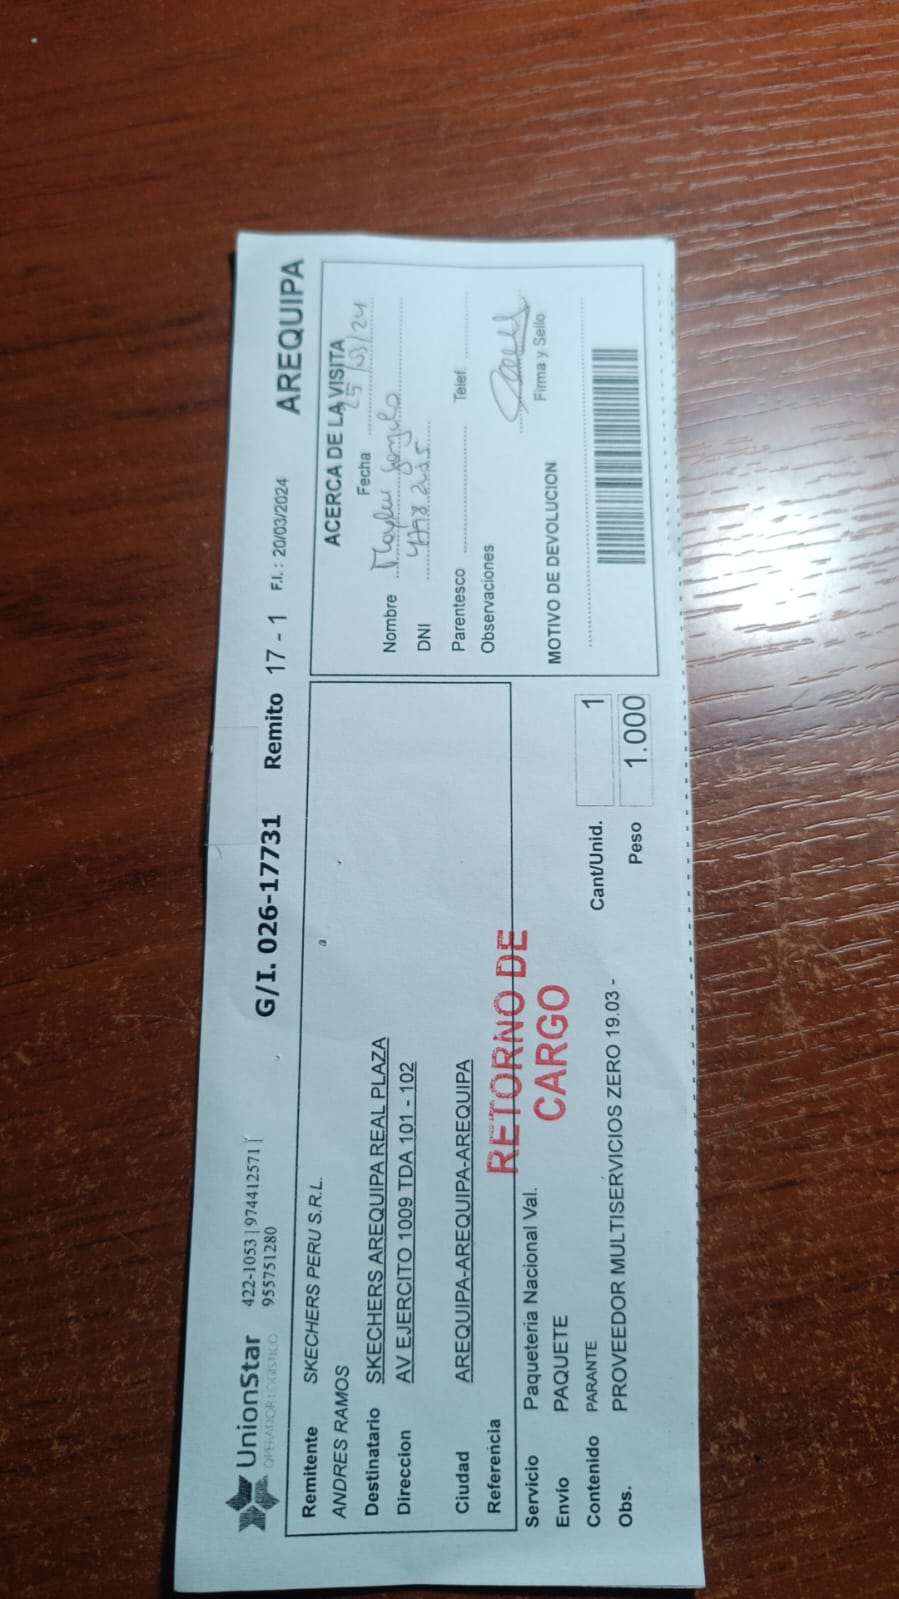 UnionStar
OPERADOR LOGISTICO
422-1053 | 974412571 |
955751280
G/I. 026-17731 Remito 17 - 1 F.I. : 20/03/2024 AREQUIPA
Remitente SKECHERS PERU S.R.L.
ANDRES RAMOS
Destinatario SKECHERS AREQUIPA REAL PLAZA
Direccion AV EJERCITO 1009 TDA 101 - 102
Ciudad AREQUIPA-AREQUIPA-AREQUIPA
Referencia
RETORNO DE
CARGO
Servicio Paqueteria Nacional Val.
Envío PAQUETE
Contenido PARANTE
Obs. PROVEEDOR MULTISERVICIOS ZERO 19.03 -
Cant/Unid. 1
Peso 1.000
ACERCA DE LA VISITA
Fecha 25/03/24
Nombre
DNI
Parentesco Telef.
Observaciones
Firma y Sello
MOTIVO DE DEVOLUCION